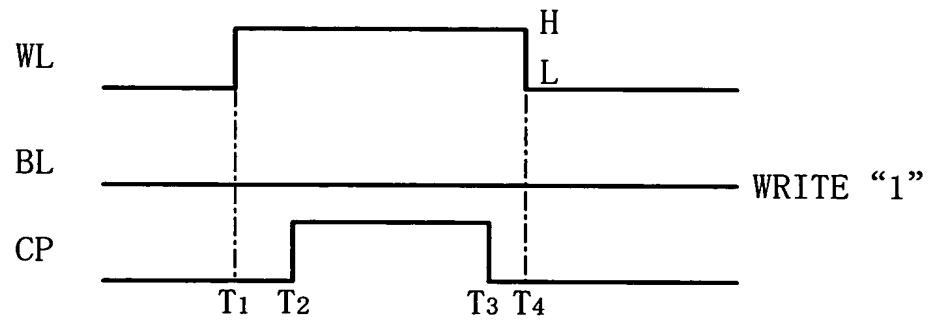 WL
H
L
BL
WRITE “1”
CP
T1 T2 T3 T4